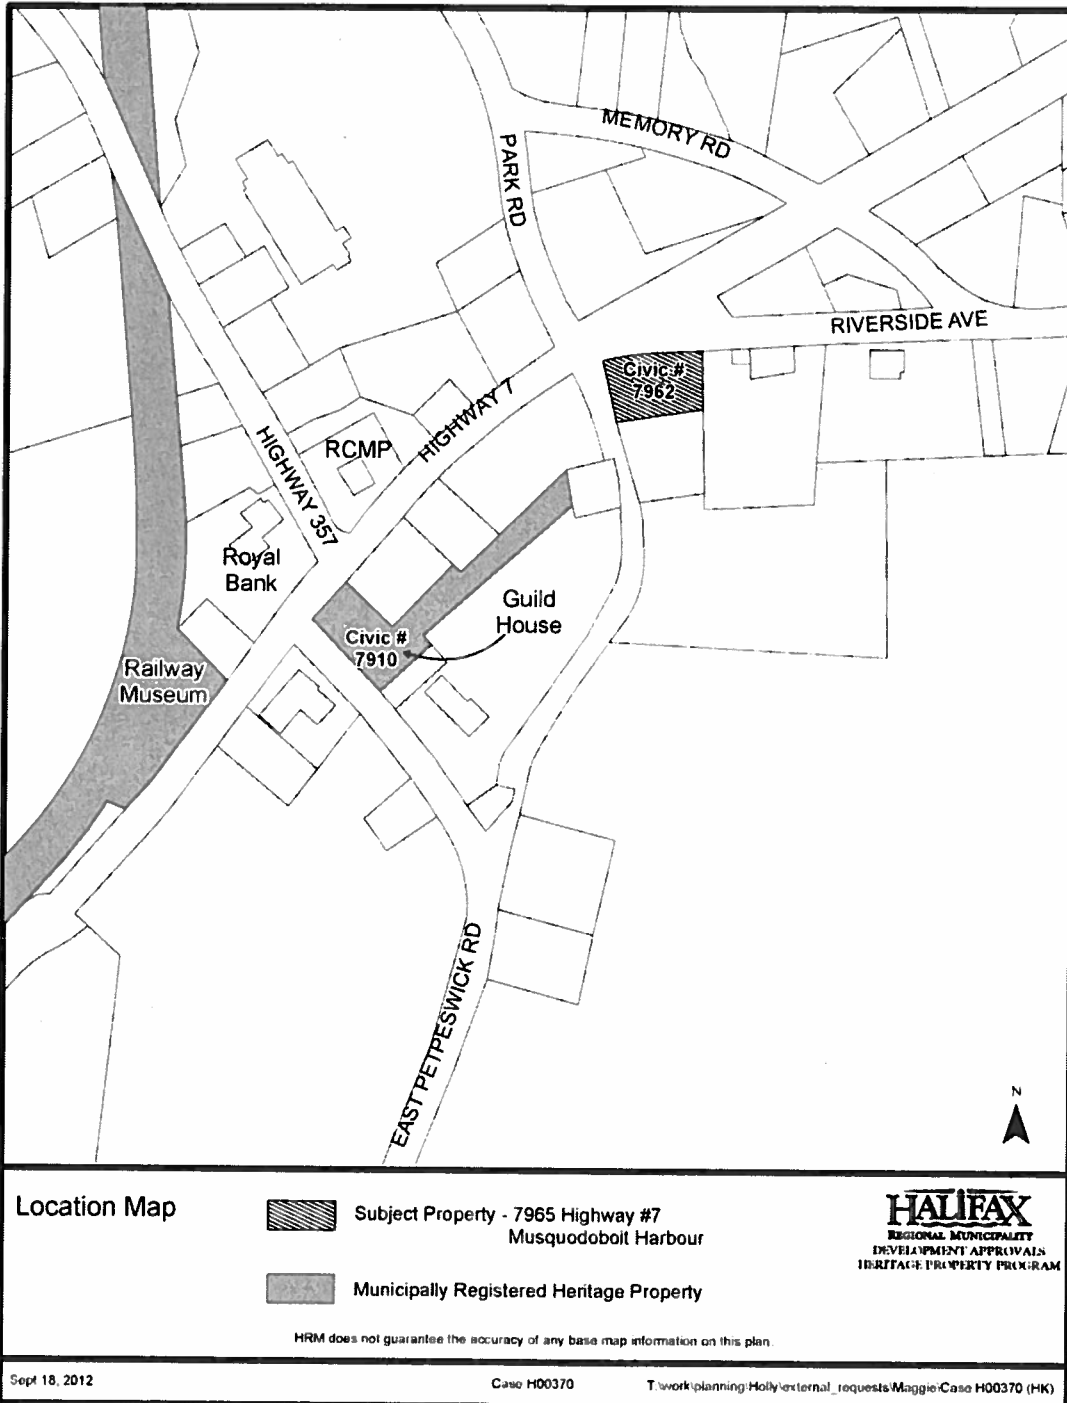 MEMORY RD
PARK RD
RIVERSIDE AVE
Civic #
7962
HIGHWAY 7
RCMP
HIGHWAY 357
Royal
Bank
Guild
House
Civic #
7910
Railway
Museum
EAST PETPESWICK RD
N
Location Map
Subject Property - 7965 Highway #7
Musquodoboit Harbour
Municipally Registered Heritage Property
HALIFAX
REGIONAL MUNICIPALITY
DEVELOPMENT APPROVALS
HERITAGE PROPERTY PROGRAM
HRM does not guarantee the accuracy of any base map information on this plan.
Sept 18, 2012
Case H00370
T:\work\planning\Holly\external_requests\Maggie\Case H00370 (HK)